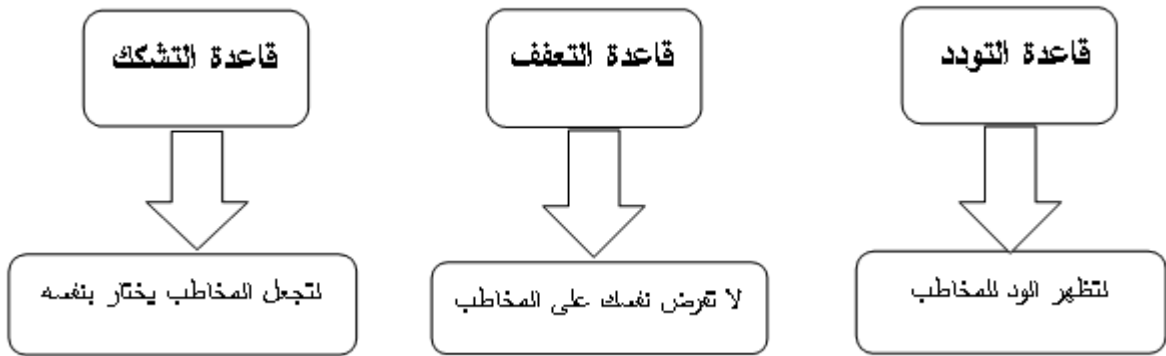 قاعدة التودد
قاعدة التعفف
قاعدة التشكك
لتظهر الود للمخاطب
لا تفرض نفسك على المخاطب
لتجعل المخاطب يختار بنفسه